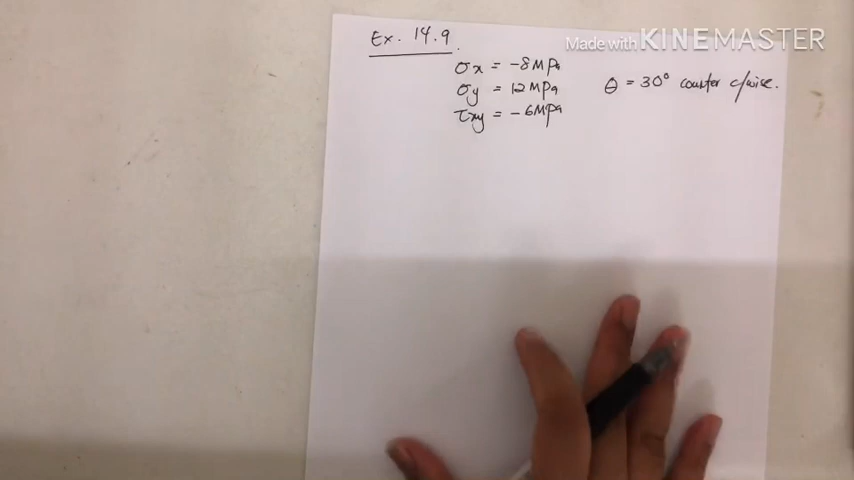 Ex. 14.9
Made with KINEMASTER
σx = -8MPa
σy = 12MPa
θ = 30° counter c/wise.
τxy = -6MPa